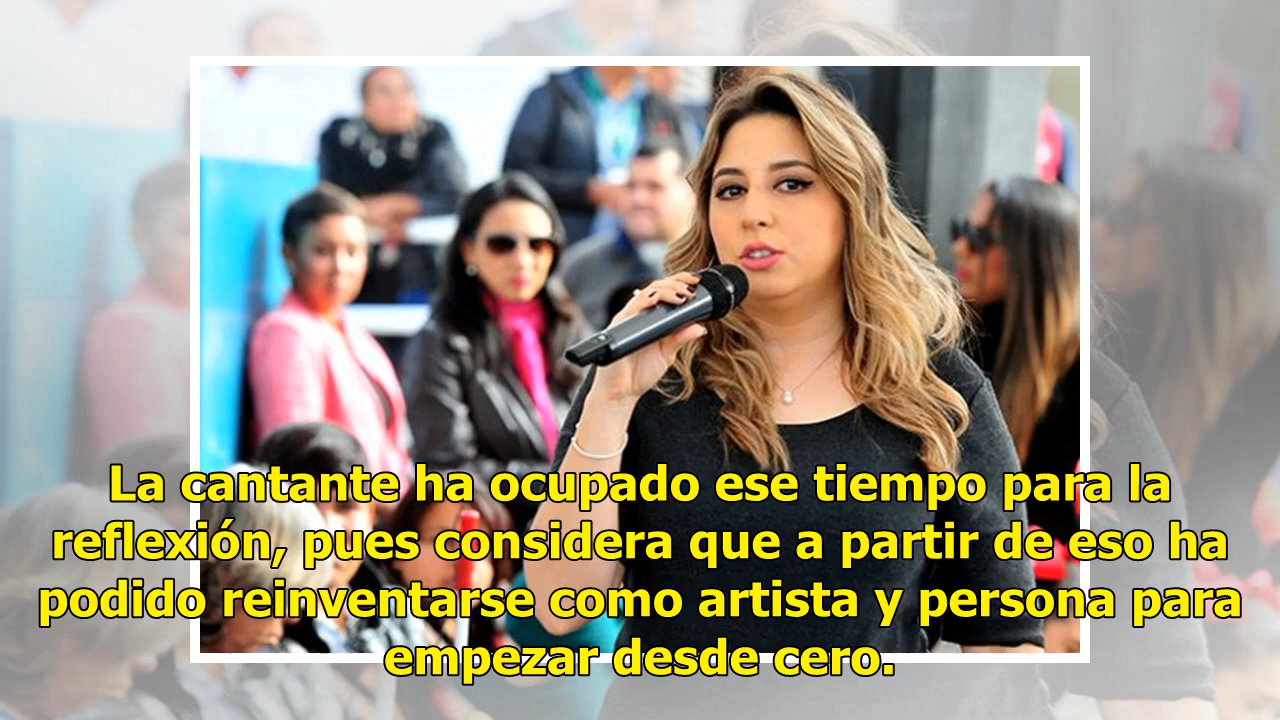 La cantante ha ocupado ese tiempo para la
reflexión, pues considera que a partir de eso ha
podido reinventarse como artista y persona para
empezar desde cero.